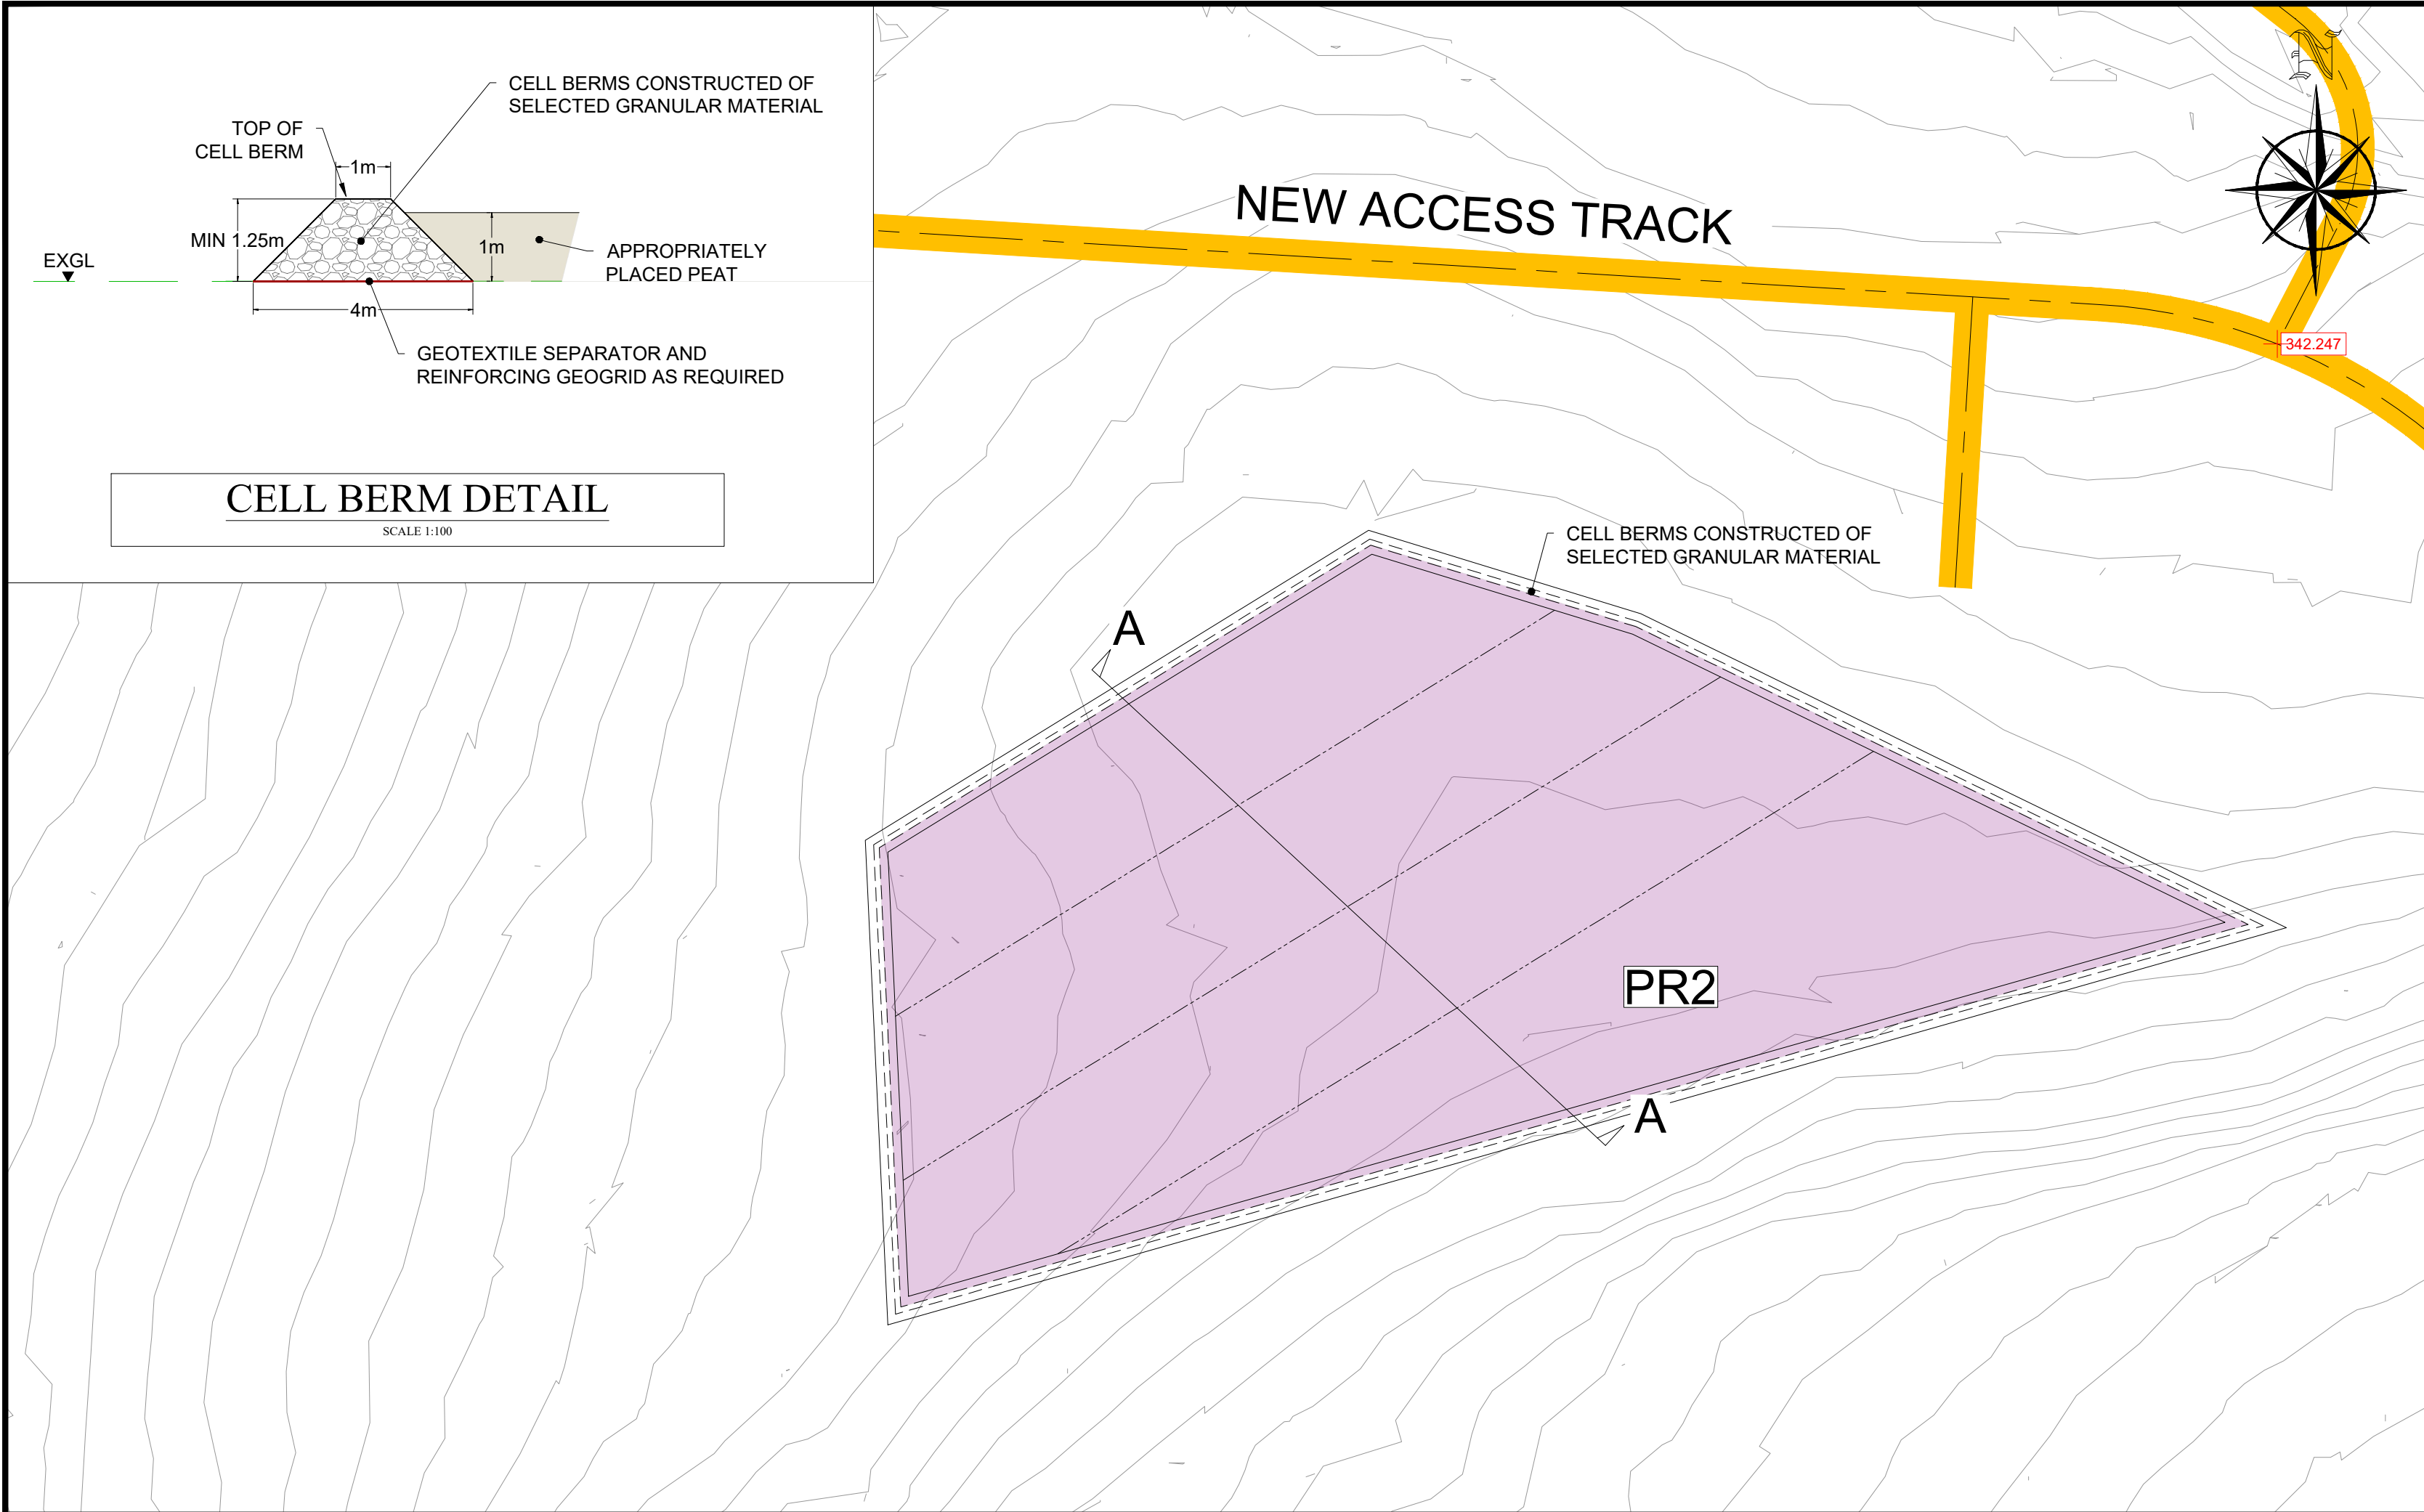 CELL BERMS CONSTRUCTED OF
SELECTED GRANULAR MATERIAL
TOP OF
CELL BERM
1m
MIN 1.25m
1m
EXGL
APPROPRIATELY
PLACED PEAT
4m
GEOTEXTILE SEPARATOR AND
REINFORCING GEOGRID AS REQUIRED
CELL BERM DETAIL
SCALE 1:100
N
NEW ACCESS TRACK
342.247
CELL BERMS CONSTRUCTED OF
SELECTED GRANULAR MATERIAL
A
PR2
A